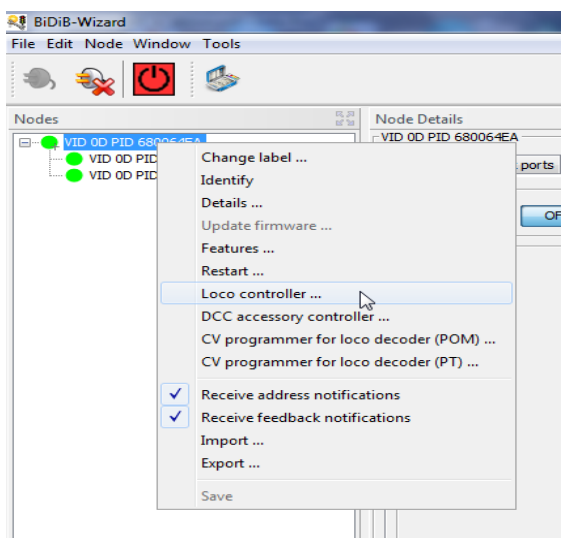 BiDiB-Wizard
File Edit Node Window Tools
Nodes
Node Details
VID 0D PID 680064EA
VID 0D PID 680064EA
VID 0D PID
VID 0D PID
ports
OF
Change label ...
Identify
Details ...
Update firmware ...
Features ...
Restart ...
Loco controller ...
DCC accessory controller ...
CV programmer for loco decoder (POM) ...
CV programmer for loco decoder (PT) ...
Receive address notifications
Receive feedback notifications
Import ...
Export ...
Save